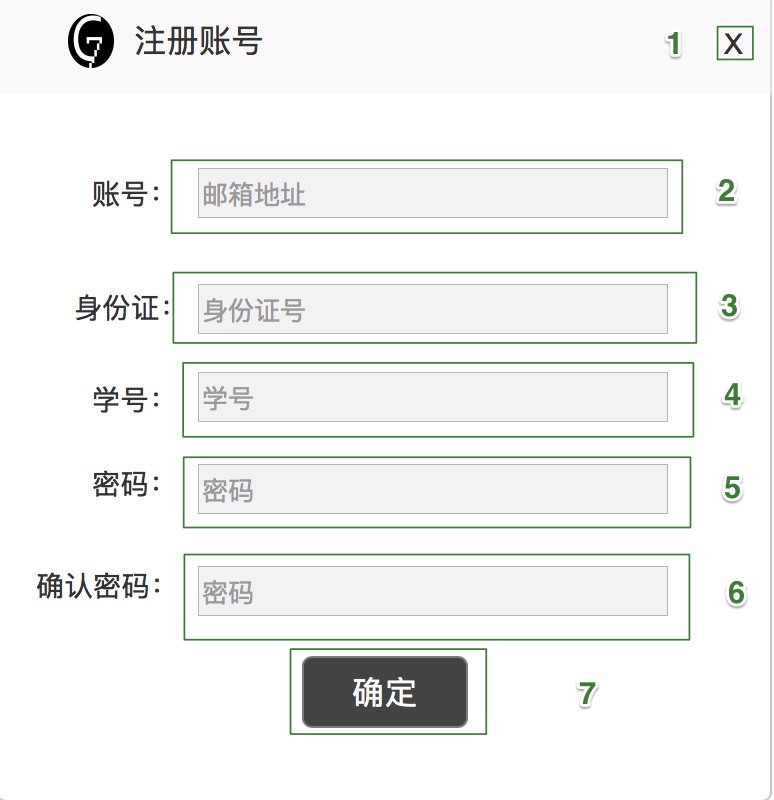 注册账号 1 X
账号： 邮箱地址 2
身份证： 身份证号 3
学号： 学号 4
密码： 密码 5
确认密码： 密码 6
确定 7